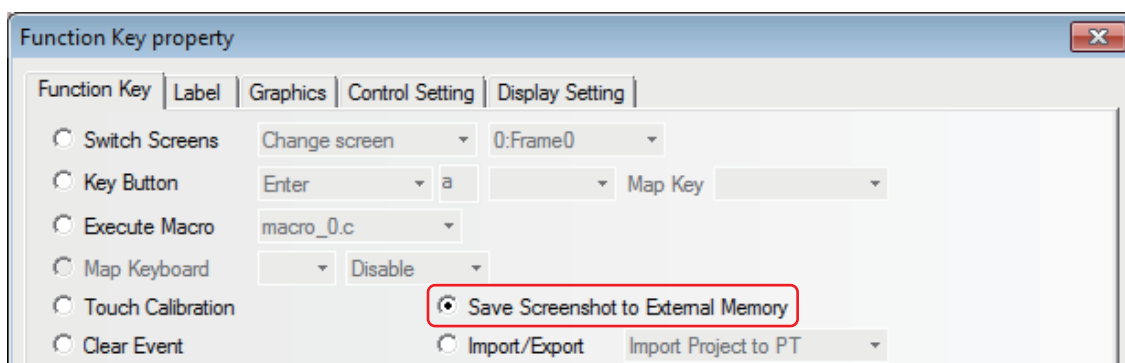 Function Key property
Function Key Label Graphics Control Setting Display Setting
Switch Screens Change screen 0:Frame0
Key Button Enter a Map Key
Execute Macro macro_0.c
Map Keyboard Disable
Touch Calibration Save Screenshot to External Memory
Clear Event Import/Export Import Project to PT